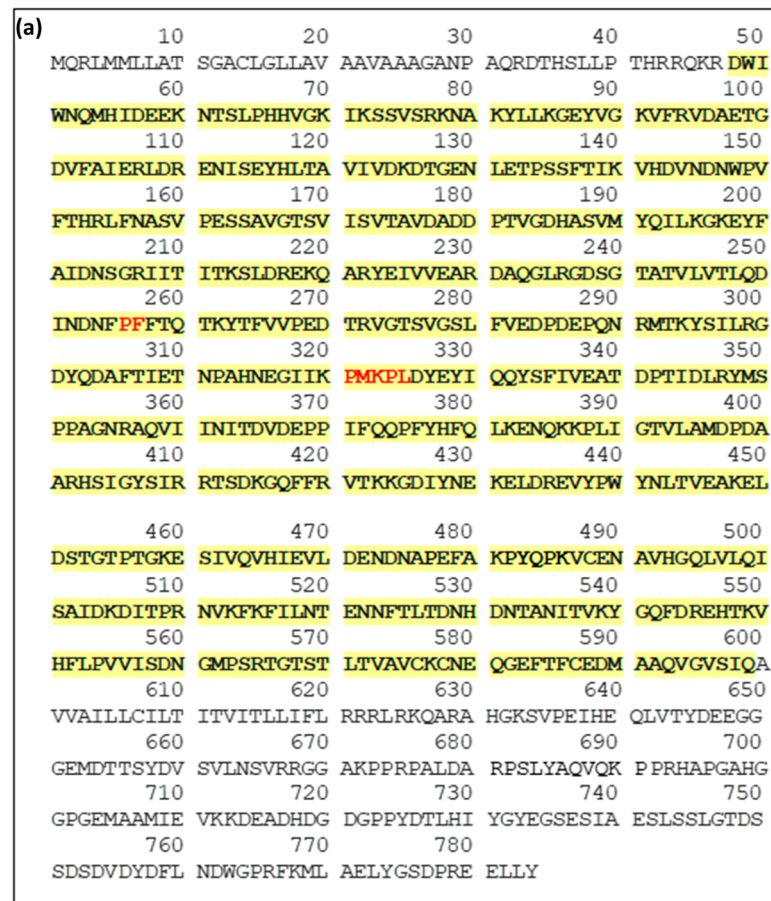 (a)
10 20 30 40 50
MQRLMMLLAT SGACLGLLAV AAVAAAGANP AQRDTHSLLP THRRQKRDWI
60 70 80 90 100
WNQMHIDEEK NTSLPHHVGK IKSSVSRKNA KYLLKGEYVG KVFRVDAETG
110 120 130 140 150
DVFAIERLDR ENISEYHLTA VIVDKDTGEN LETPSSFTIK VHDVNDNWPV
160 170 180 190 200
FTHRLFNASV PESSAVGTSV ISVTAVDADD PTVGDHASVM YQILKGKEYF
210 220 230 240 250
AIDNSGRIIT ITKSLDREKQ ARYEIVVEAR DAQGLRGDSG TATVLVTLQD
260 270 280 290 300
INDNFPFFTQ TKYTFVVPED TRVGTSVGSL FVEDPDEPQN RMTKYSILRG
310 320 330 340 350
DYQDAFTIET NPAHNEGIIK PMKPLDYEYI QQYSFIVEAT DPTIDLRYMS
360 370 380 390 400
PPAGNRAQVI INITDVDEPP IFQQPFYHFQ LKENQKKPLI GTVLAMDPDA
410 420 430 440 450
ARHSIGYSIR RTSDKGQFFR VTKKGDIYNE KELDREVYPW YNLTVEAKEL
460 470 480 490 500
DSTGTPTGKE SIVQVHIEVL DENDNAPEFA KPYQPKVCEN AVHGQLVLQI
510 520 530 540 550
SAIDKDITPR NVKFKFILNT ENNFTLTDNH DNTANITVKY GQFDREHTKV
560 570 580 590 600
HFLPVVISDN GMPSRTGTST LTVAVCKCNE QGEFTFCEDM AAQVGVSIQA
610 620 630 640 650
VVAILLCILT ITVITLLIFL RRRLRKQARA HGKSVPEIHE QLVTYDEEGG
660 670 680 690 700
GEMDTTSYDV SVLNSVRRGG AKPPRPALDA RPSLYAQVQK PPRHAPGAHG
710 720 730 740 750
GPGEMAAMIE VKKDEADHDG DGPPYDTLHI YGYEGSESIA ESLSSLGTDS
760 770 780
SDSDVDYDFL NDWGPRFKML AELYGSDPRE ELLY